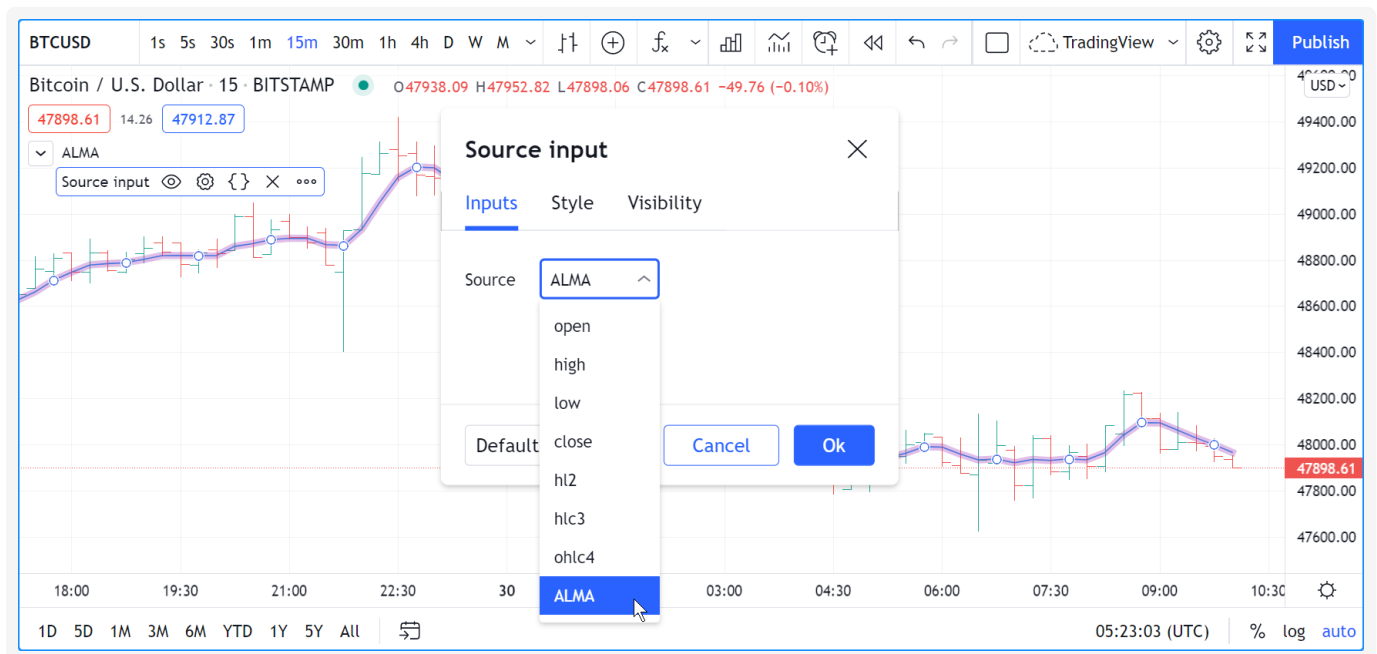 BTCUSD 1s 5s 30s 1m 15m 30m 1h 4h D W M fx TradingView Publish
Bitcoin / U.S. Dollar · 15 · BITSTAMP O47938.09 H47952.82 L47898.06 C47898.61 −49.76 (−0.10%)
USD
47898.61 14.26 47912.87
49400.00
ALMA
Source input {}
Source input
Inputs Style Visibility
Source ALMA
open
high
low
close
hl2
hlc3
ohlc4
ALMA
Default
Cancel
Ok
49200.00
49000.00
48800.00
48600.00
48400.00
48200.00
48000.00
47898.61
47800.00
47600.00
18:00 19:30 21:00 22:30 30 03:00 04:30 06:00 07:30 09:00 10:30
1D 5D 1M 3M 6M YTD 1Y 5Y All 05:23:03 (UTC) % log auto